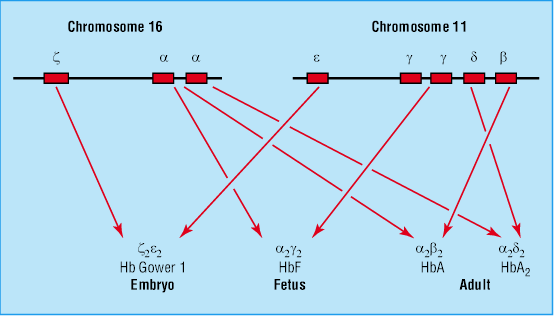 Chromosome 16 Chromosome 11
ζ α α ε γ γ δ β
ζ₂ε₂ α₂γ₂ α₂β₂ α₂δ₂
Hb Gower 1 HbF HbA HbA₂
Embryo Fetus Adult